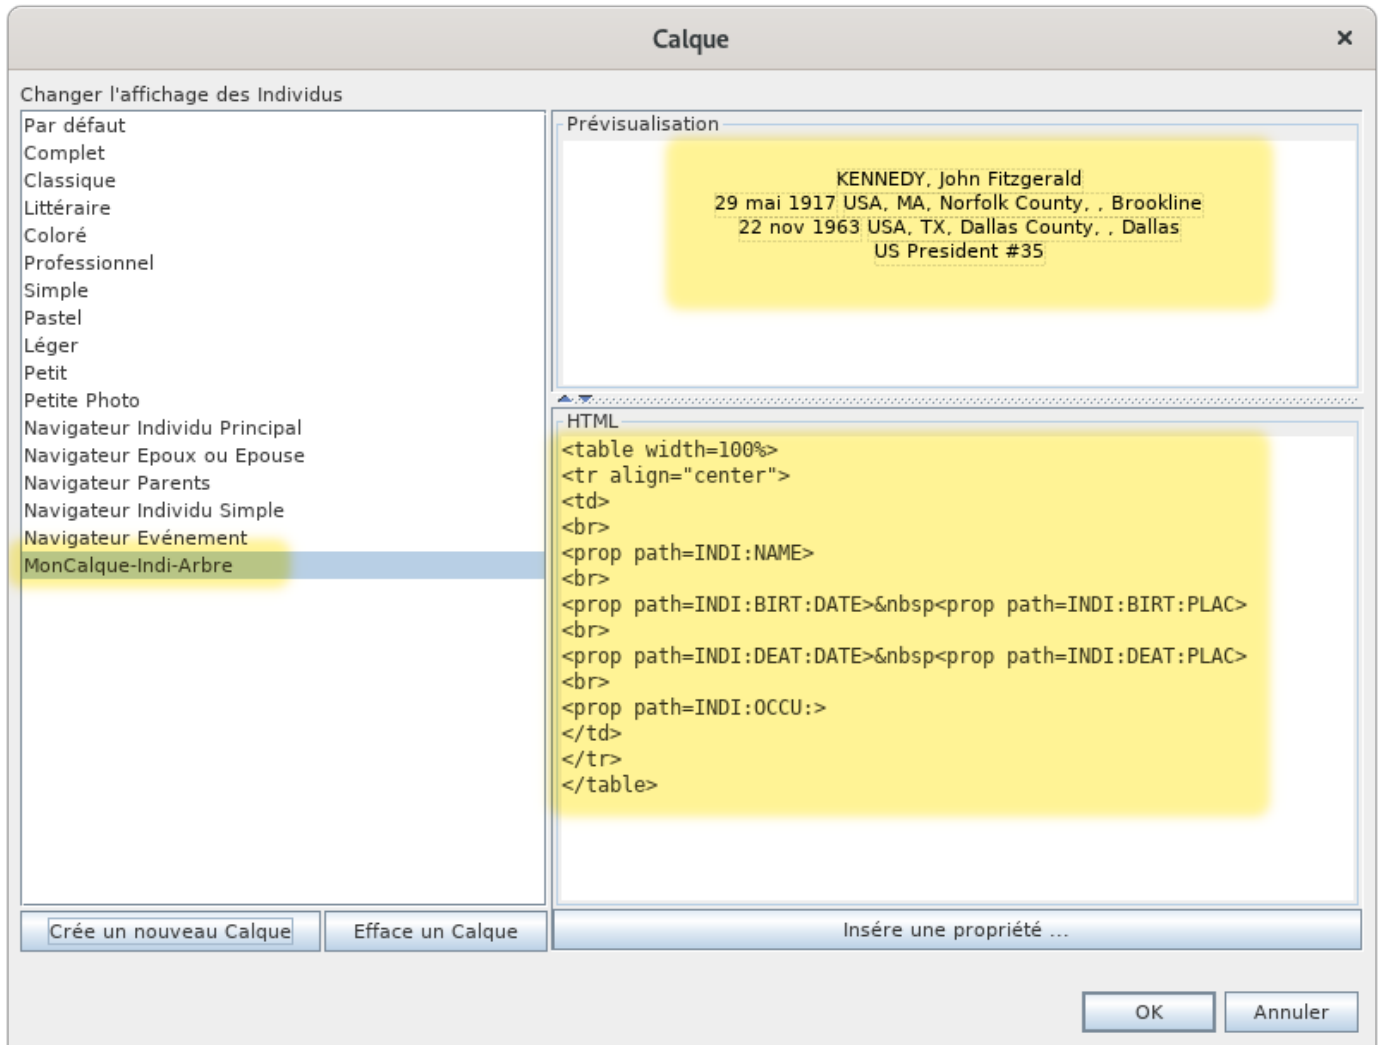 Calque
×
Changer l'affichage des Individus
Par défaut
Complet
Classique
Littéraire
Coloré
Professionnel
Simple
Pastel
Léger
Petit
Petite Photo
Navigateur Individu Principal
Navigateur Epoux ou Epouse
Navigateur Parents
Navigateur Individu Simple
Navigateur Evénement
MonCalque-Indi-Arbre
Crée un nouveau Calque
Efface un Calque
Prévisualisation
KENNEDY, John Fitzgerald
29 mai 1917 USA, MA, Norfolk County, , Brookline
22 nov 1963 USA, TX, Dallas County, , Dallas
US President #35
HTML
<table width=100%>
<tr align="center">
<td>
<br>
<prop path=INDI:NAME>
<br>
<prop path=INDI:BIRT:DATE>&nbsp<prop path=INDI:BIRT:PLAC>
<br>
<prop path=INDI:DEAT:DATE>&nbsp<prop path=INDI:DEAT:PLAC>
<br>
<prop path=INDI:OCCU:>
</td>
</tr>
</table>
Insére une propriété ...
OK
Annuler